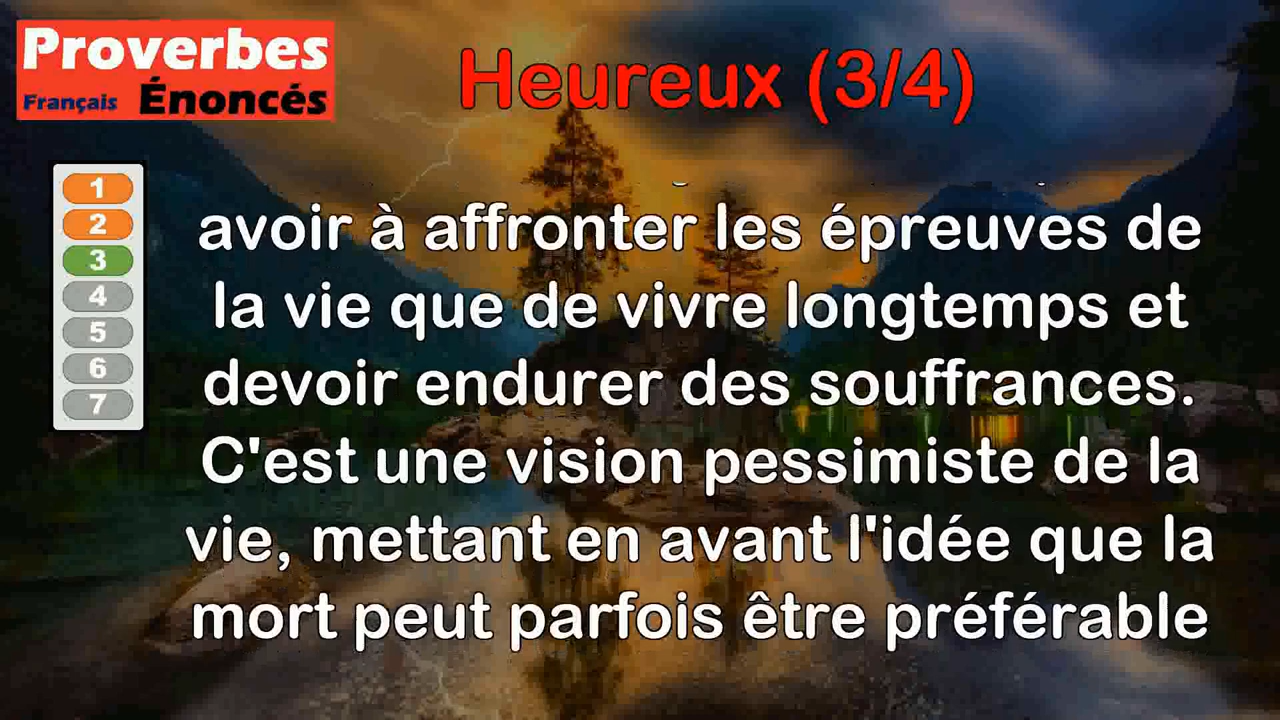 Proverbes
Français Énoncés
Heureux (3/4)
1
2
3
4
5
6
7
avoir à affronter les épreuves de
la vie que de vivre longtemps et
devoir endurer des souffrances.
C'est une vision pessimiste de la
vie, mettant en avant l'idée que la
mort peut parfois être préférable